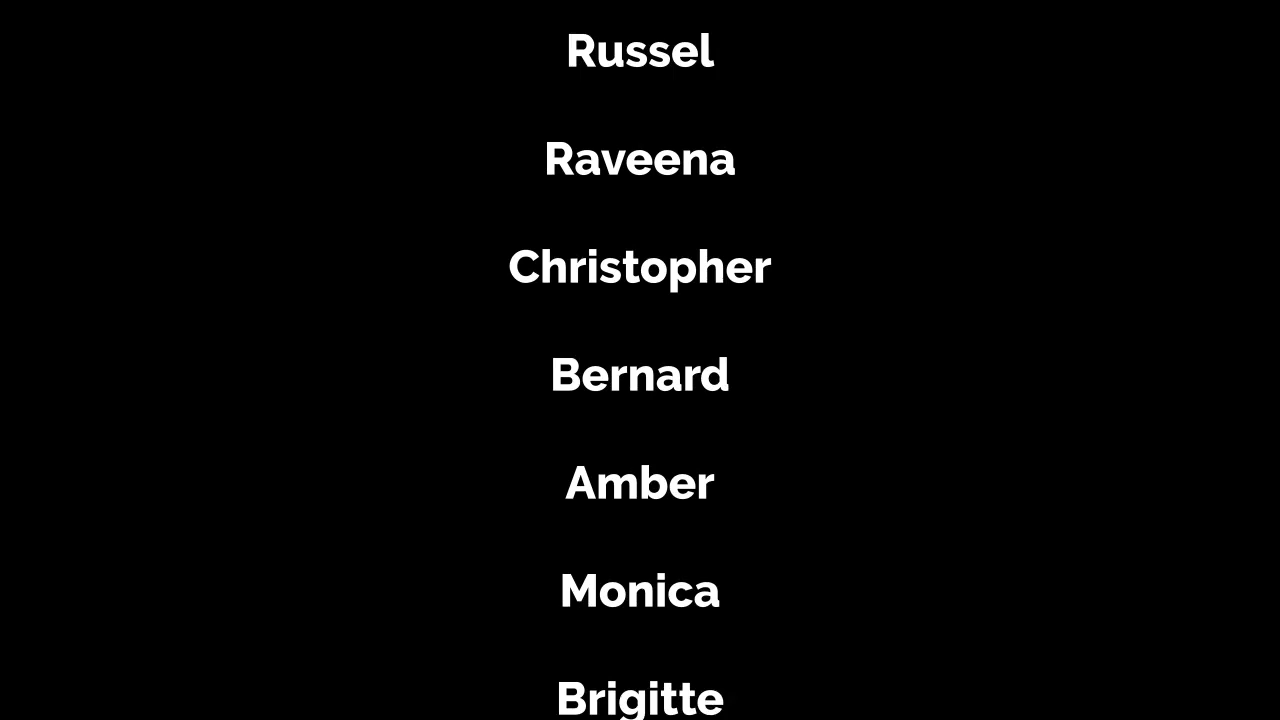 Russel
Raveena
Christopher
Bernard
Amber
Monica
Brigitte